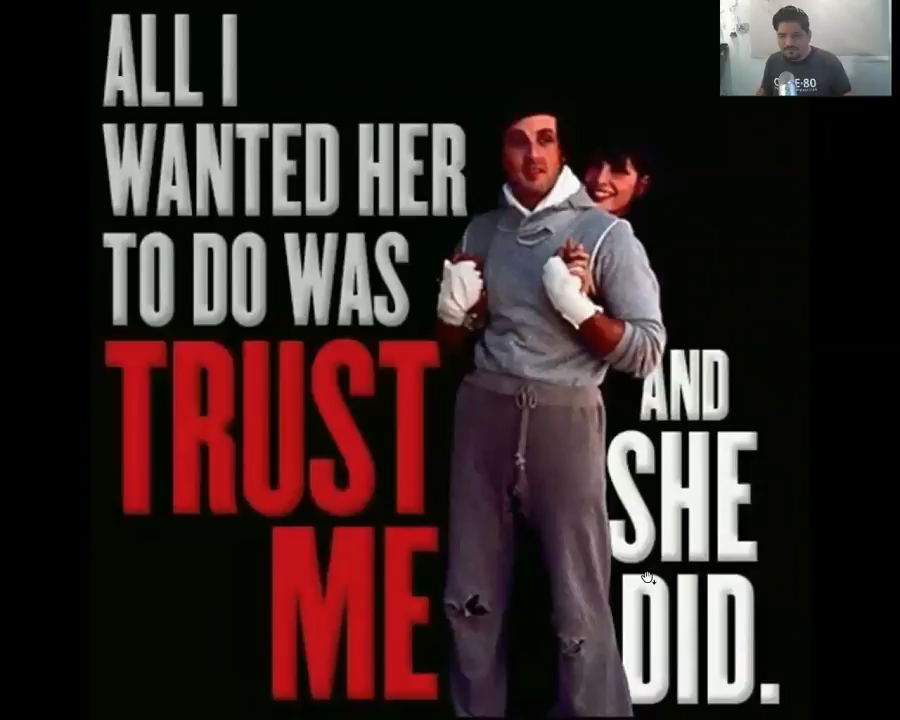 ALL I
WANTED HER
TO DO WAS
TRUST
ME
AND
SHE
DID.